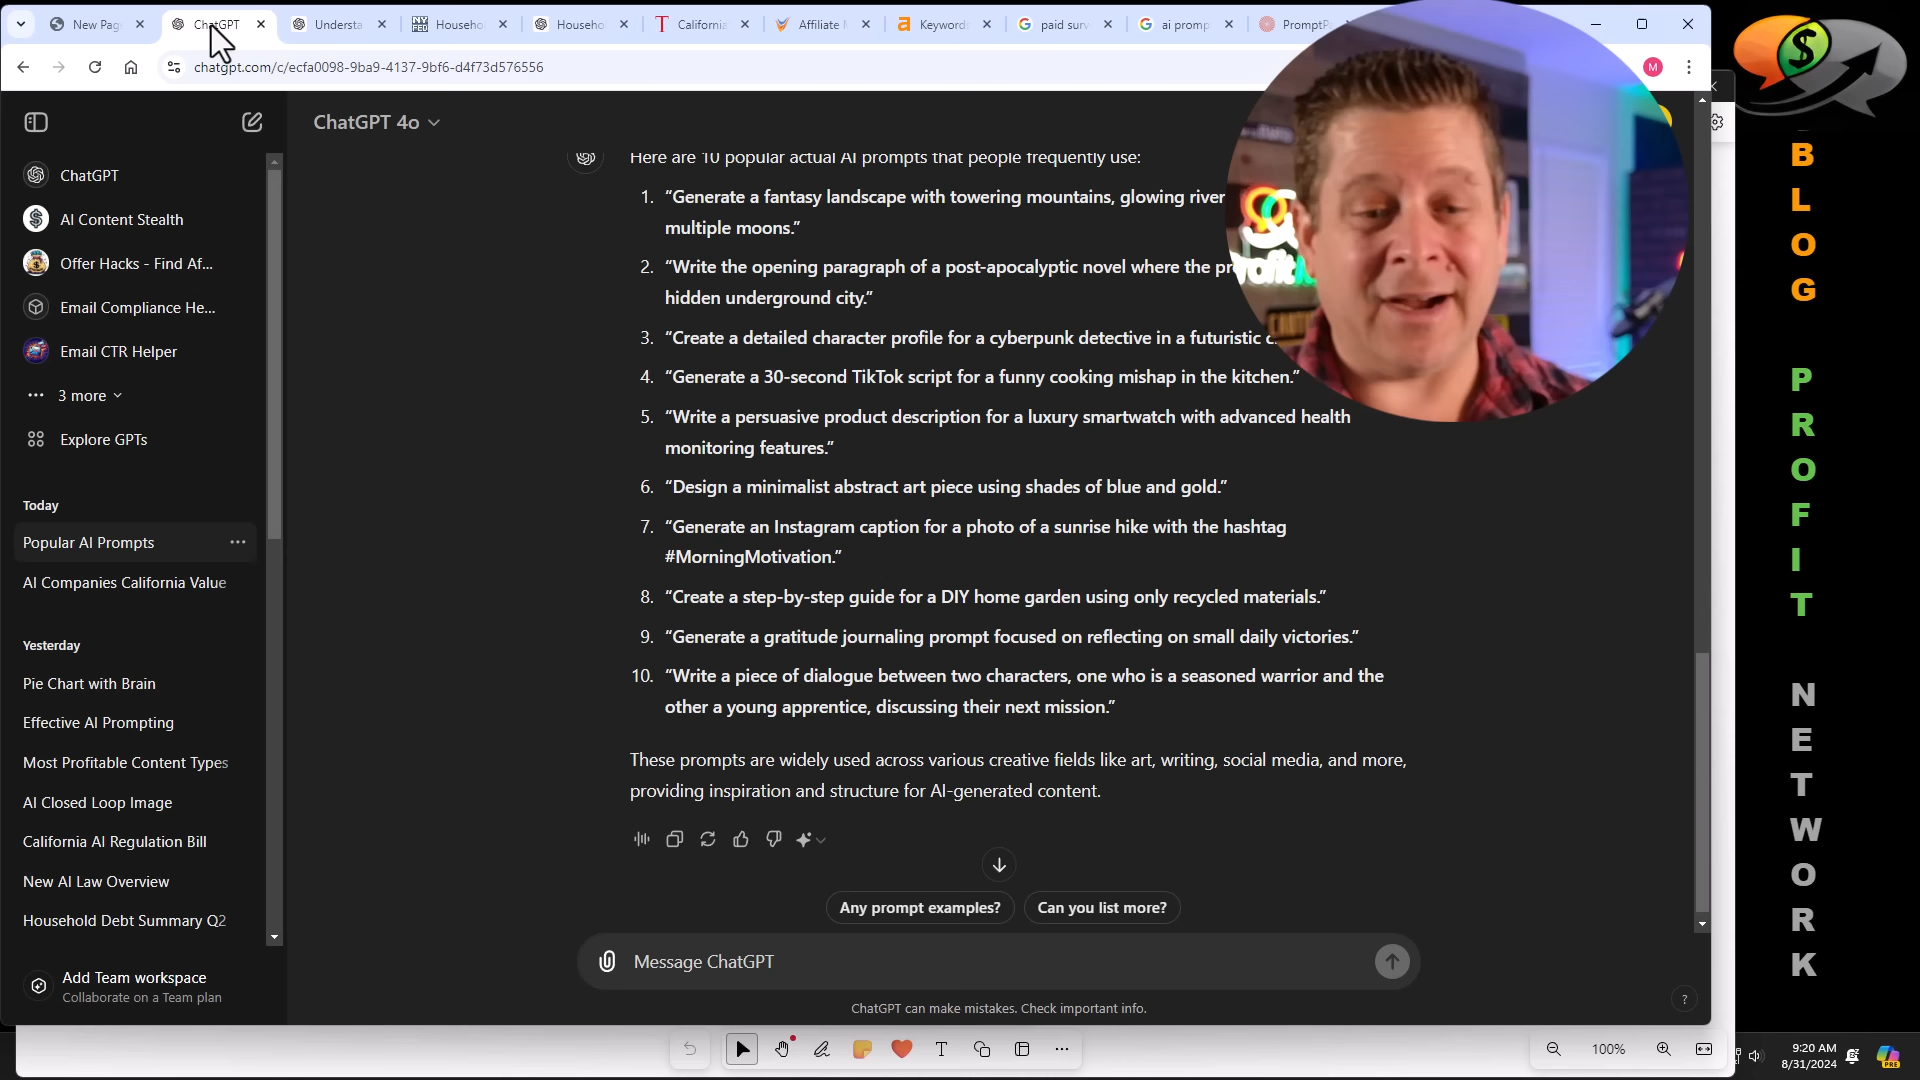 New Pag
ChatGPT
Understa
Househo
Househo
California
Affiliate
Keywords
paid sur
ai promp
PromptP
chatgpt.com/c/ecfa0098-9ba9-4137-9bf6-d4f73d576556
M
ChatGPT 4o
ChatGPT
AI Content Stealth
Offer Hacks - Find Af...
Email Compliance He...
Email CTR Helper
3 more
Explore GPTs
Today
Popular AI Prompts
AI Companies California Value
Yesterday
Pie Chart with Brain
Effective AI Prompting
Most Profitable Content Types
AI Closed Loop Image
California AI Regulation Bill
New AI Law Overview
Household Debt Summary Q2
Add Team workspace
Collaborate on a Team plan
Here are 10 popular actual AI prompts that people frequently use:
1. “Generate a fantasy landscape with towering mountains, glowing river
multiple moons.”
2. “Write the opening paragraph of a post-apocalyptic novel where the pr
hidden underground city.”
3. “Create a detailed character profile for a cyberpunk detective in a futuristic c
4. “Generate a 30-second TikTok script for a funny cooking mishap in the kitchen.”
5. “Write a persuasive product description for a luxury smartwatch with advanced health
monitoring features.”
6. “Design a minimalist abstract art piece using shades of blue and gold.”
7. “Generate an Instagram caption for a photo of a sunrise hike with the hashtag
#MorningMotivation.”
8. “Create a step-by-step guide for a DIY home garden using only recycled materials.”
9. “Generate a gratitude journaling prompt focused on reflecting on small daily victories.”
10. “Write a piece of dialogue between two characters, one who is a seasoned warrior and the
other a young apprentice, discussing their next mission.”
These prompts are widely used across various creative fields like art, writing, social media, and more,
providing inspiration and structure for AI-generated content.
Any prompt examples?
Can you list more?
Message ChatGPT
ChatGPT can make mistakes. Check important info.
?
100%
9:20 AM
8/31/2024
BLOG
PROFIT
NETWORK